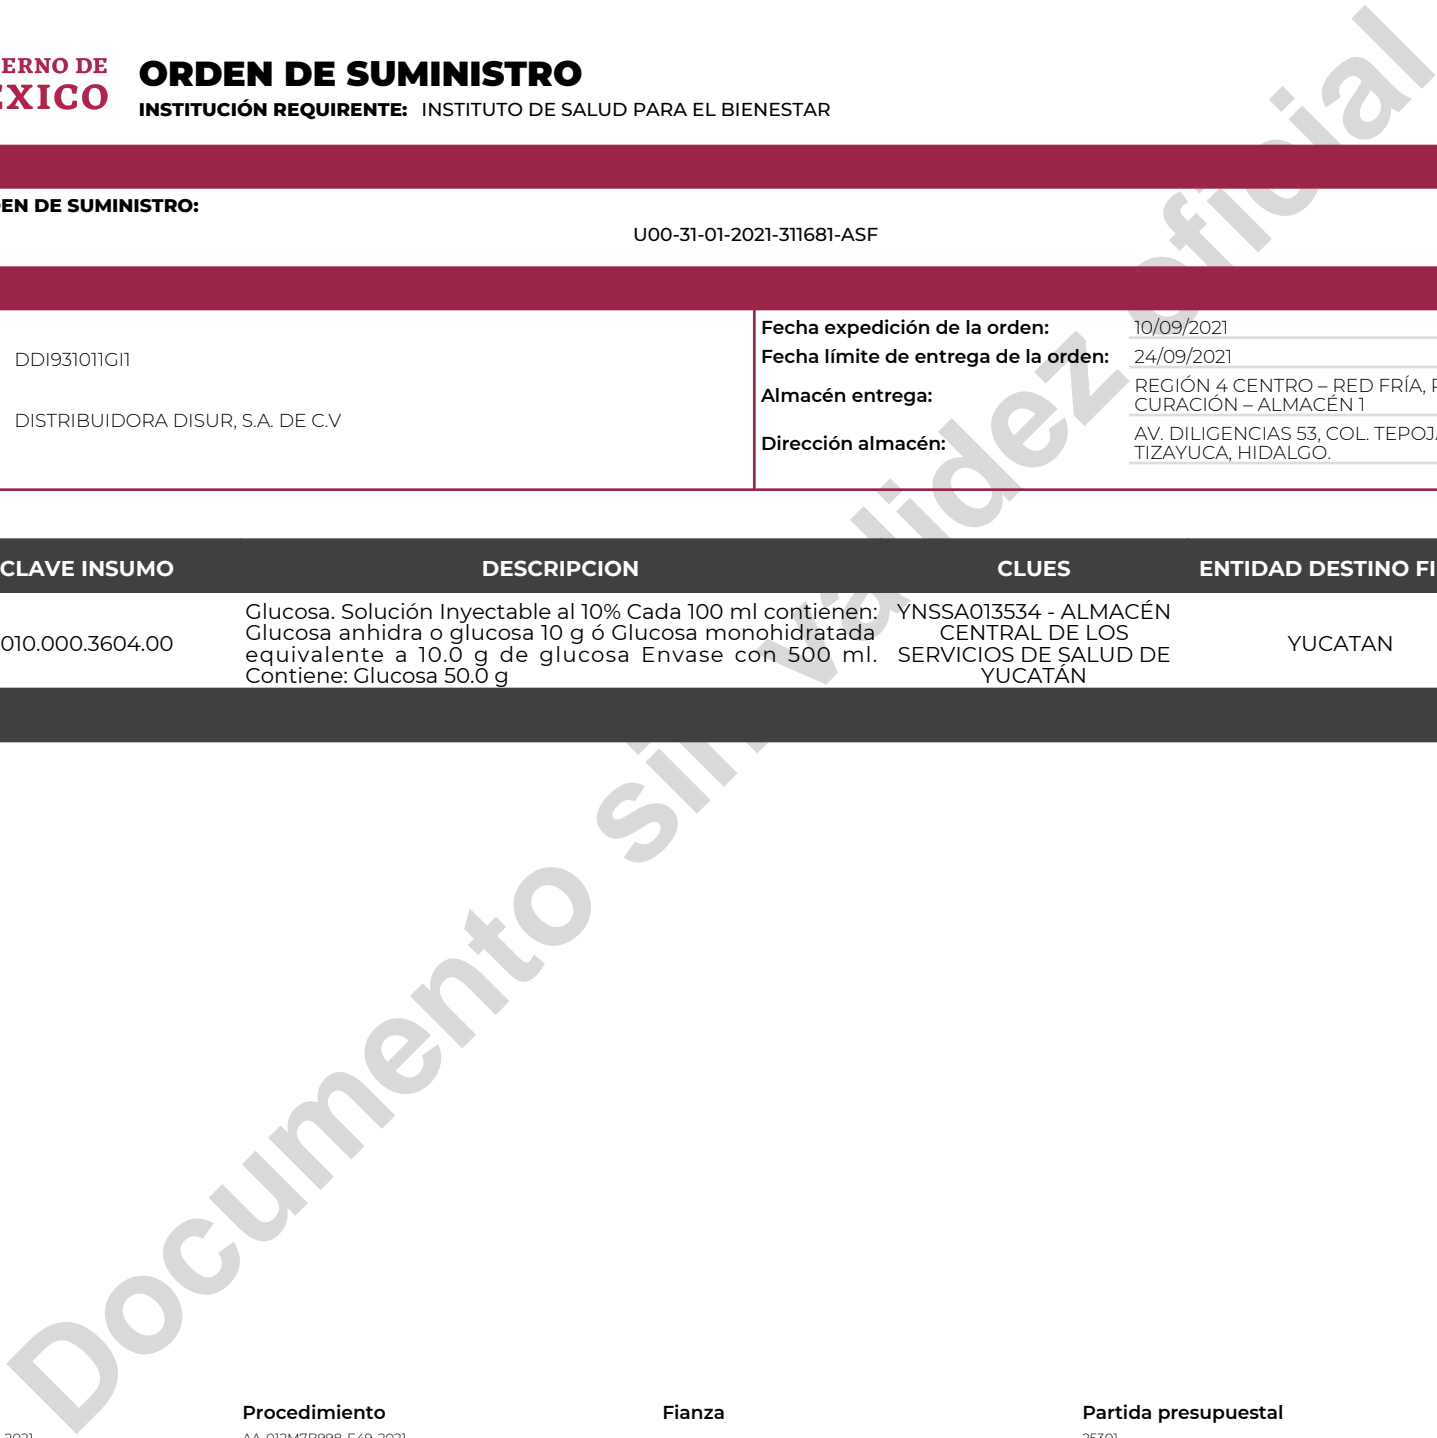 ERNO DE
ORDEN DE SUMINISTRO
EXICO
INSTITUCIÓN REQUIRENTE: INSTITUTO DE SALUD PARA EL BIENESTAR
EN DE SUMINISTRO:
U00-31-01-2021-311681-ASF
DDI931011GI1
DISTRIBUIDORA DISUR, S.A. DE C.V
Fecha expedición de la orden: 10/09/2021
Fecha límite de entrega de la orden: 24/09/2021
Almacén entrega: REGIÓN 4 CENTRO – RED FRÍA,
CURACIÓN – ALMACÉN 1
Dirección almacén: AV. DILIGENCIAS 53, COL. TEPOJ
TIZAYUCA, HIDALGO.
CLAVE INSUMO DESCRIPCION CLUES ENTIDAD DESTINO FI
010.000.3604.00
Glucosa. Solución Inyectable al 10% Cada 100 ml contienen:
Glucosa anhidra o glucosa 10 g ó Glucosa monohidratada
equivalente a 10.0 g de glucosa Envase con 500 ml.
Contiene: Glucosa 50.0 g
YNSSA013534 - ALMACÉN
CENTRAL DE LOS
SERVICIOS DE SALUD DE
YUCATÁN
YUCATAN
Documento sin validez oficial
Procedimiento Fianza Partida presupuestal